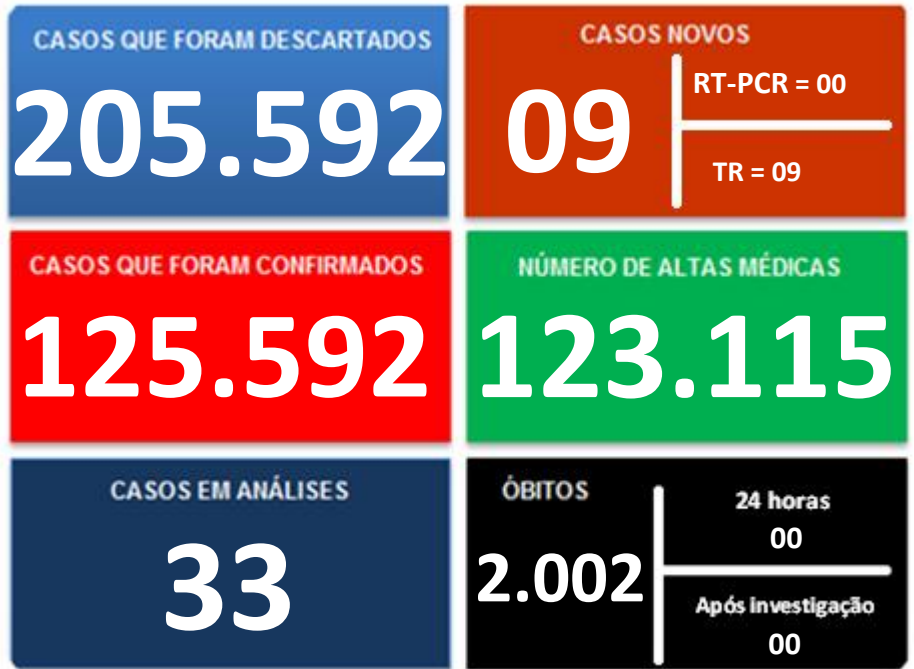 CASOS QUE FORAM DESCARTADOS
205.592
CASOS NOVOS
09
RT-PCR = 00
TR = 09
CASOS QUE FORAM CONFIRMADOS
125.592
NÚMERO DE ALTAS MÉDICAS
123.115
CASOS EM ANÁLISES
33
ÓBITOS
2.002
24 horas
00
Após investigação
00